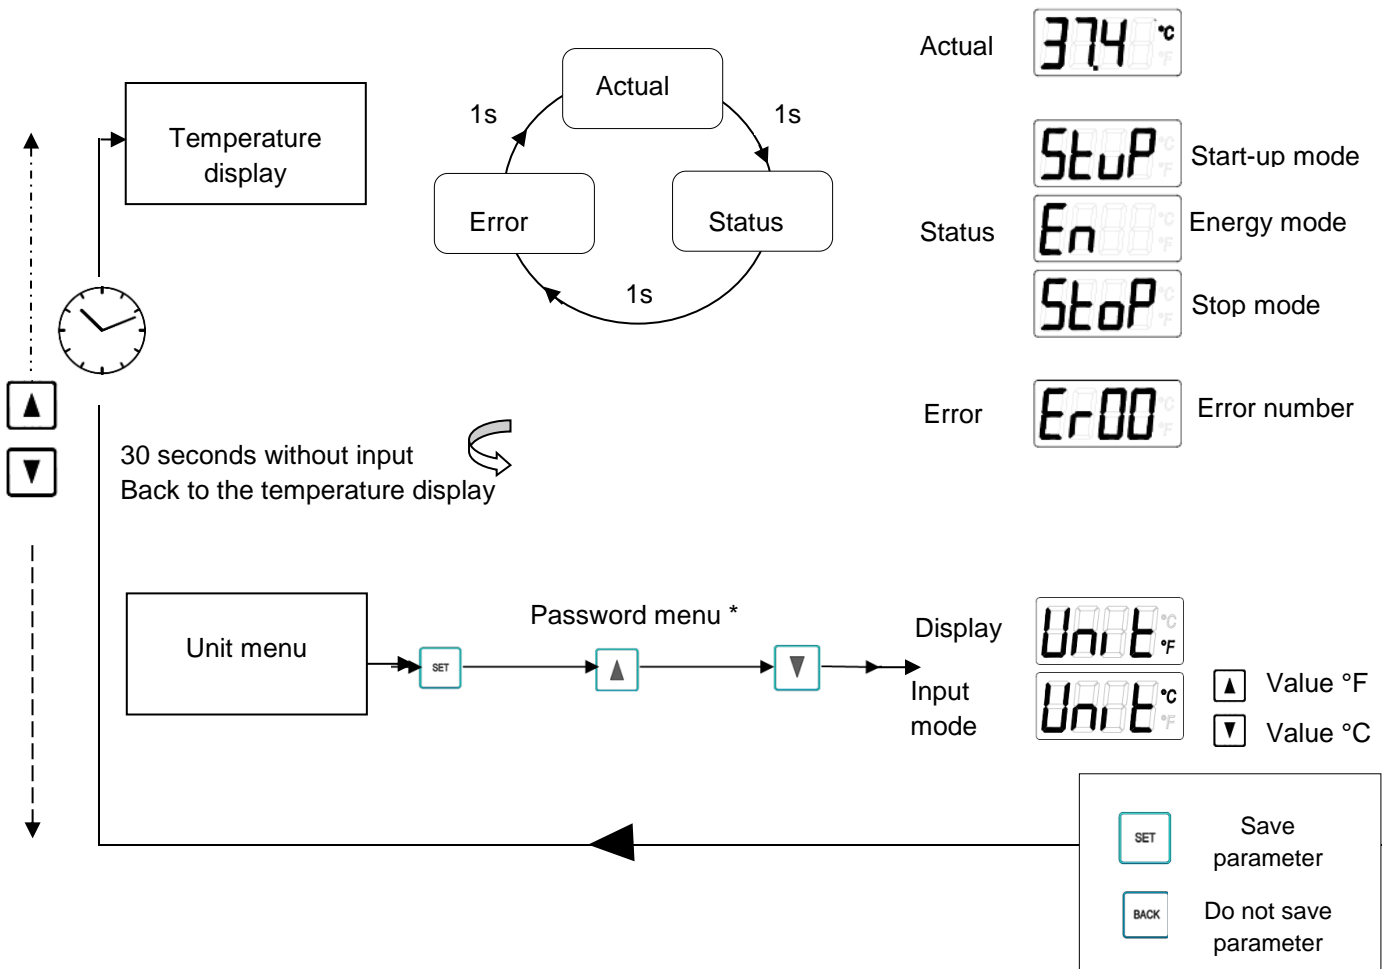 Actual
37.4 °C
°F
Temperature
display
Actual
1s
1s
Error
Status
1s
Status
StuP °C
°F
Start-up mode
En °C
°F
Energy mode
StoP °C
°F
Stop mode
Error
Er00 °C
°F
Error number
30 seconds without input
Back to the temperature display
Unit menu
SET
Password menu *
Display
Input
mode
Unit °C
°F
Unit °C
°F
Value °F
Value °C
SET
Save
parameter
BACK
Do not save
parameter